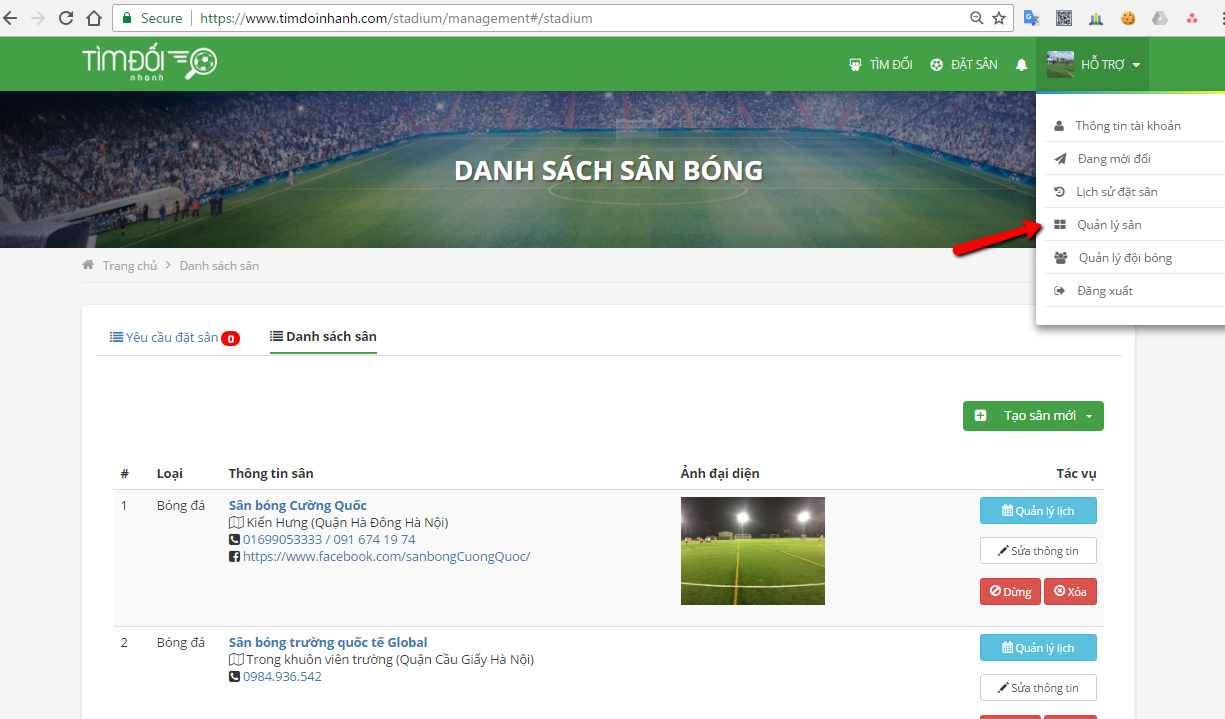 Secure https://www.timdoinhanh.com/stadium/management#/stadium
TÌMĐỐI
nhanh
TÌM ĐỐI ĐẶT SÂN HỖ TRỢ
Thông tin tài khoản
Đang mời đối
Lịch sử đặt sân
Quản lý sân
Quản lý đội bóng
Đăng xuất
DANH SÁCH SÂN BÓNG
Trang chủ > Danh sách sân
Yêu cầu đặt sân 0 Danh sách sân
Tạo sân mới
# Loại Thông tin sân Ảnh đại diện Tác vụ
1 Bóng đá Sân bóng Cường Quốc Quản lý lịch
Kiến Hưng (Quận Hà Đông Hà Nội)
01699053333 / 091 674 19 74
https://www.facebook.com/sanbongCuongQuoc/
Sửa thông tin
Dừng Xóa
2 Bóng đá Sân bóng trường quốc tế Global Quản lý lịch
Trong khuôn viên trường (Quận Cầu Giấy Hà Nội)
0984.936.542
Sửa thông tin